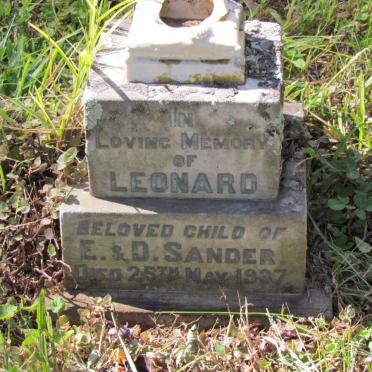 IN
LOVING MEMORY
OF
LEONARD
BELOVED CHILD OF
E. & D. SANDER
DIED 25TH MAY 1937